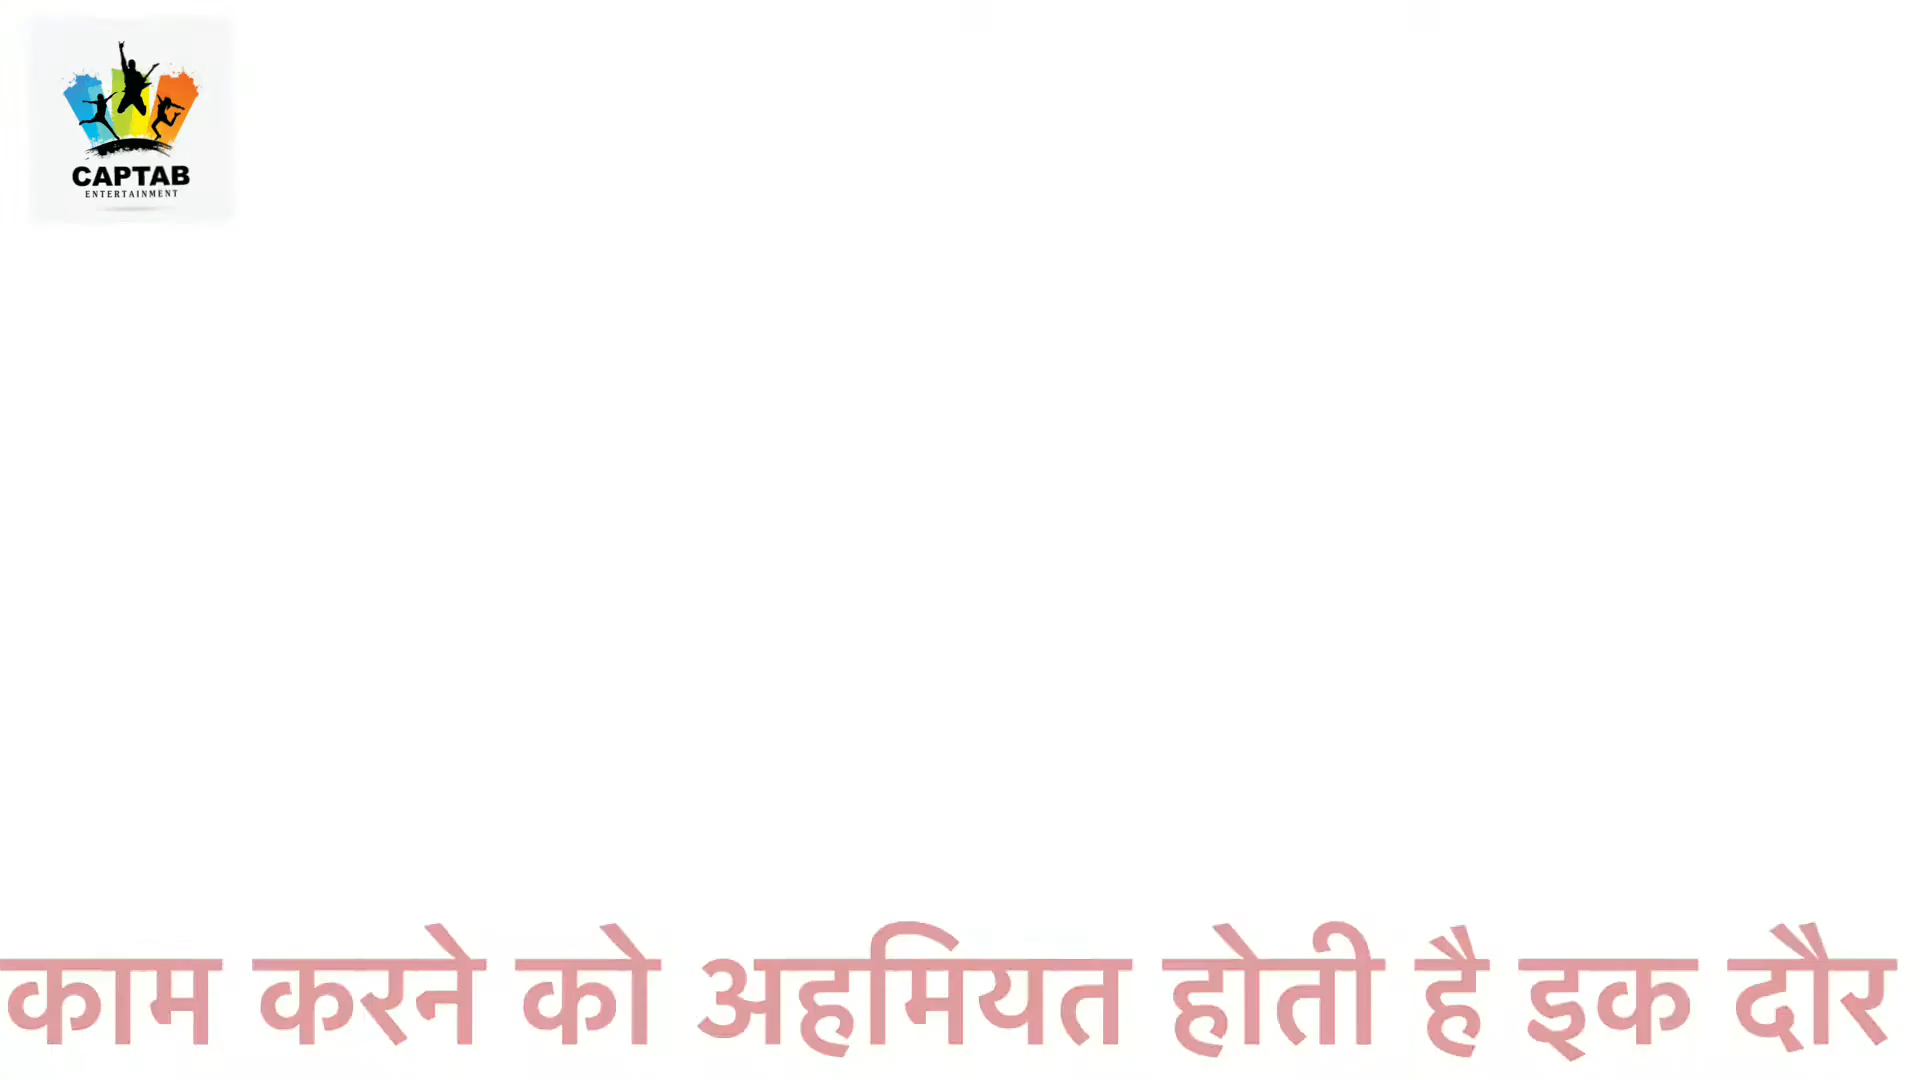 CAPTAB
ENTERTAINMENT
काम करने को अहमियत होती है इक दौर